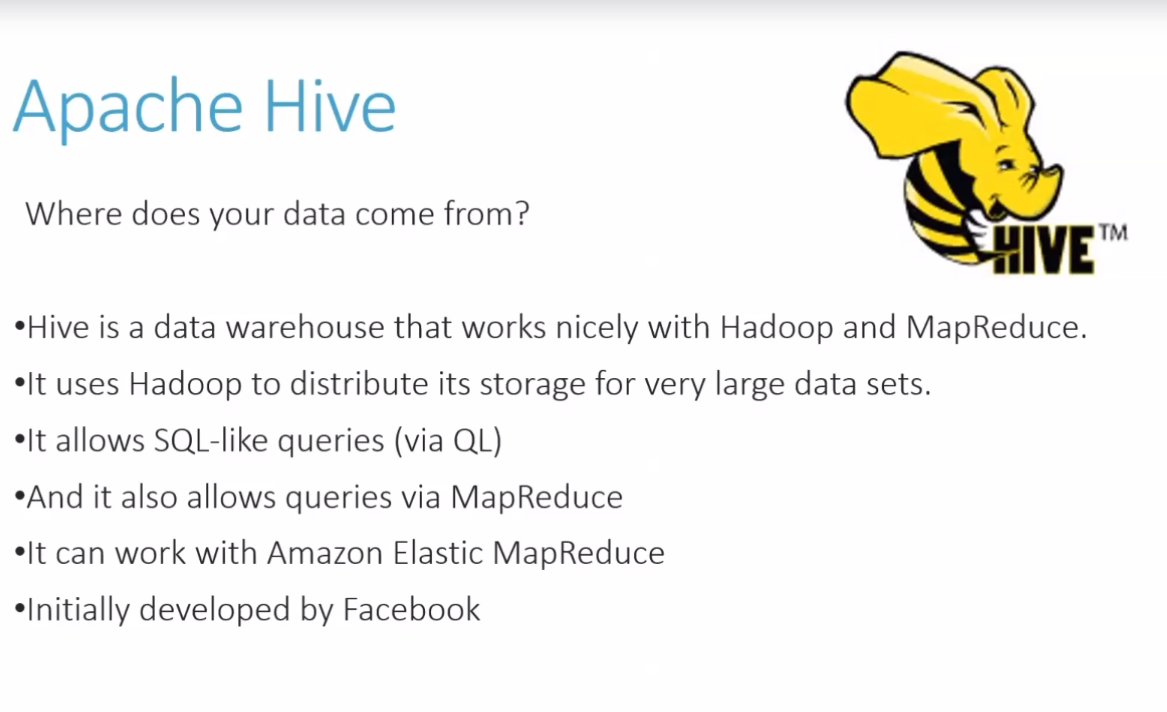 Apache Hive
HIVE™
Where does your data come from?
•Hive is a data warehouse that works nicely with Hadoop and MapReduce.
•It uses Hadoop to distribute its storage for very large data sets.
•It allows SQL-like queries (via QL)
•And it also allows queries via MapReduce
•It can work with Amazon Elastic MapReduce
•Initially developed by Facebook